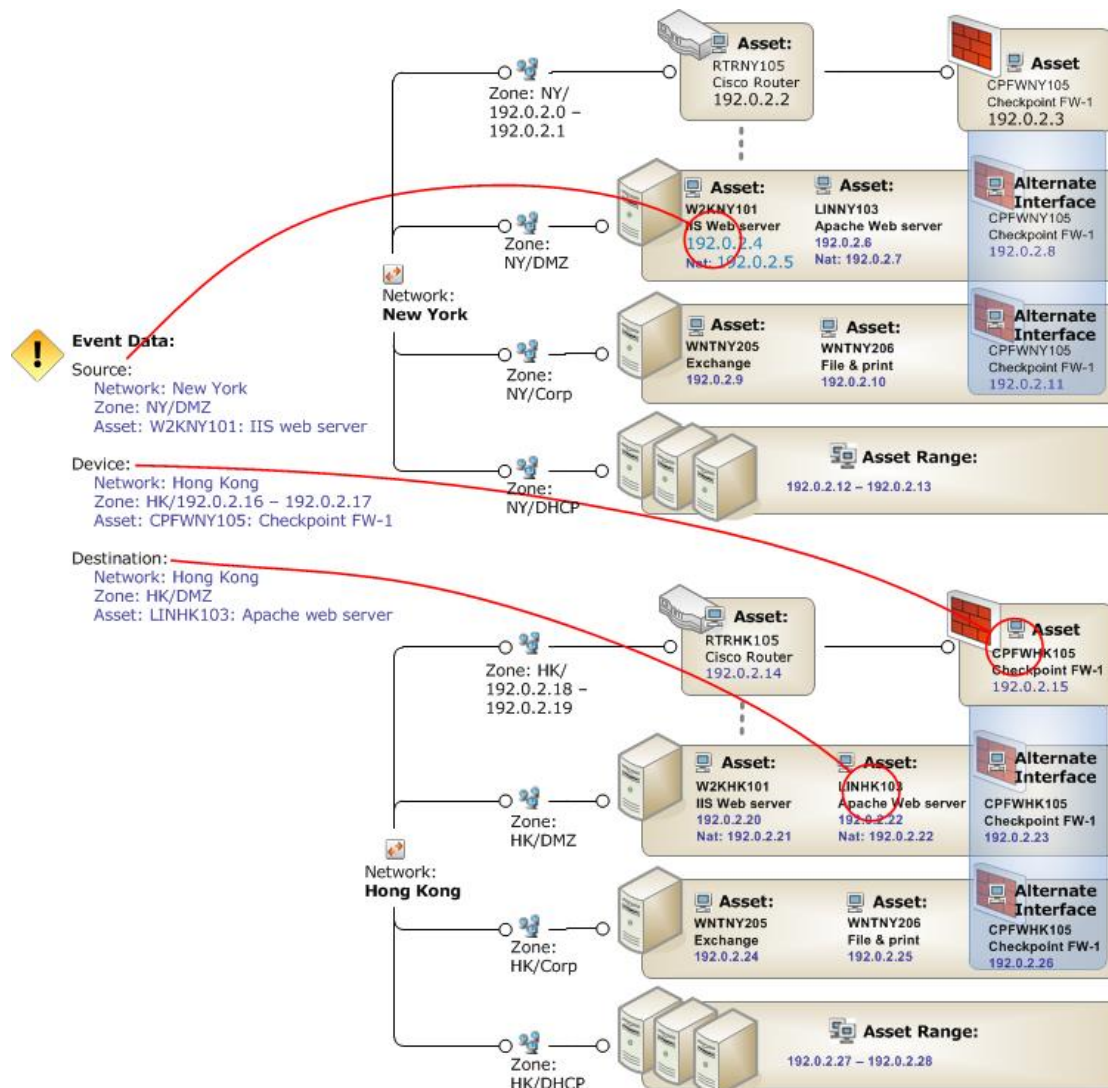 Asset:
RTRNY105
Cisco Router
192.0.2.2
Asset
CPFWNY105
Checkpoint FW-1
192.0.2.3
Zone: NY/
192.0.2.0 –
192.0.2.1
Asset:
W2KNY101
IIS Web server
192.0.2.4
Nat: 192.0.2.5
Asset:
LINNY103
Apache Web server
192.0.2.6
Nat: 192.0.2.7
Alternate
Interface
CPFWNY105
Checkpoint FW-1
192.0.2.8
Zone:
NY/DMZ
Network:
New York
Asset:
WNTNY205
Exchange
192.0.2.9
Asset:
WNTNY206
File & print
192.0.2.10
Alternate
Interface
CPFWNY105
Checkpoint FW-1
192.0.2.11
Zone:
NY/Corp
Event Data:
Source:
Network: New York
Zone: NY/DMZ
Asset: W2KNY101: IIS web server
Device:
Network: Hong Kong
Zone: HK/192.0.2.16 – 192.0.2.17
Asset: CPFWNY105: Checkpoint FW-1
Destination:
Network: Hong Kong
Zone: HK/DMZ
Asset: LINHK103: Apache web server
Asset Range:
192.0.2.12 – 192.0.2.13
Zone:
NY/DHCP
Asset:
RTRHK105
Cisco Router
192.0.2.14
Asset
CPFWHK105
Checkpoint FW-1
192.0.2.15
Zone: HK/
192.0.2.18 –
192.0.2.19
Asset:
W2KHK101
IIS Web server
192.0.2.20
Nat: 192.0.2.21
Asset:
LINHK103
Apache Web server
192.0.2.22
Nat: 192.0.2.22
Alternate
Interface
CPFWHK105
Checkpoint FW-1
192.0.2.23
Zone:
HK/DMZ
Network:
Hong Kong
Asset:
WNTNY205
Exchange
192.0.2.24
Asset:
WNTNY206
File & print
192.0.2.25
Alternate
Interface
CPFWHK105
Checkpoint FW-1
192.0.2.26
Zone:
HK/Corp
Asset Range:
192.0.2.27 – 192.0.2.28
Zone:
HK/DHCP